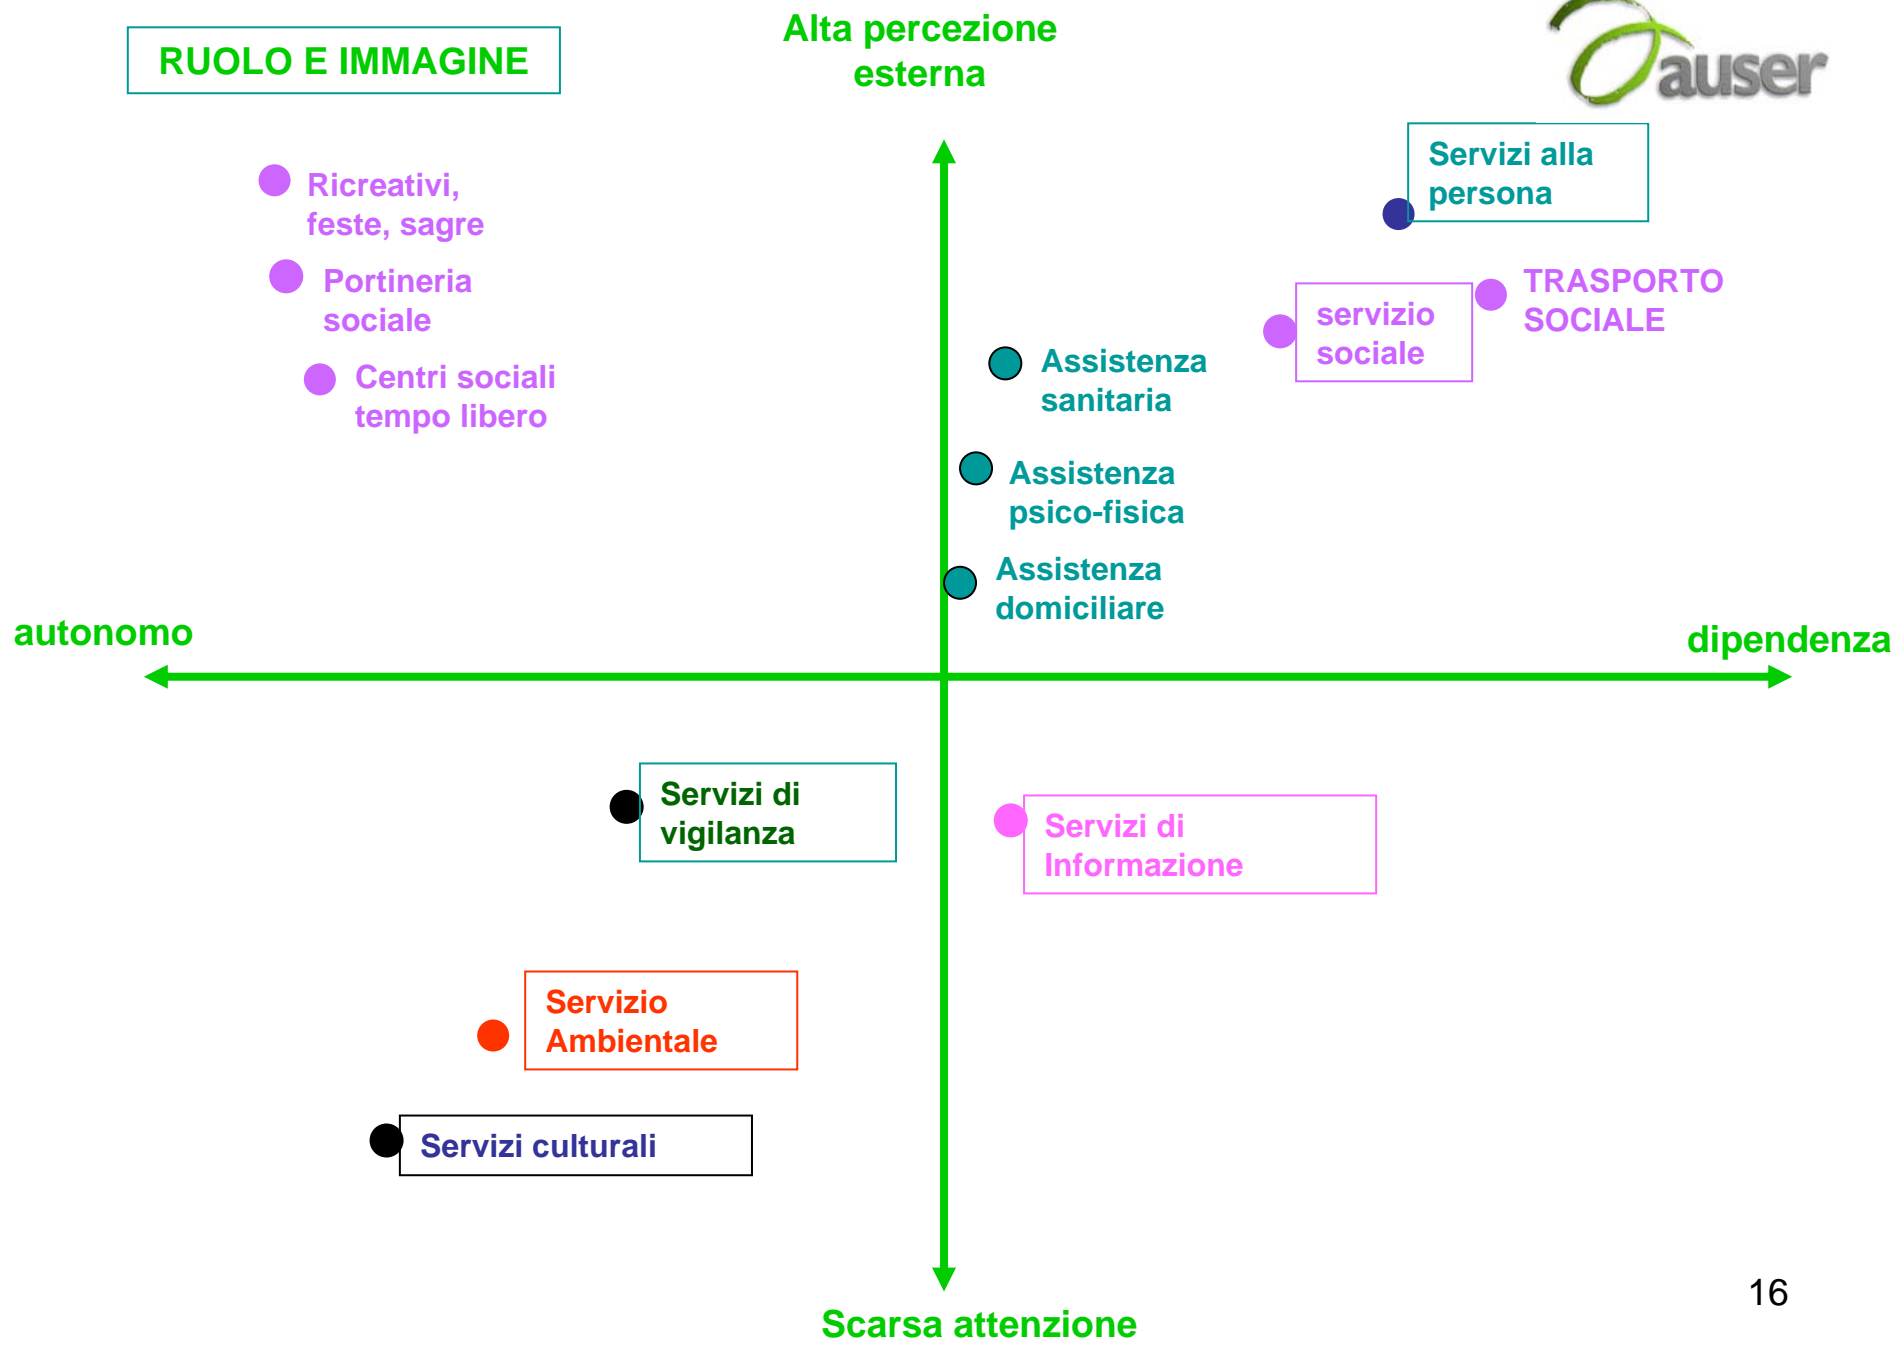 RUOLO E IMMAGINE
Alta percezione
esterna
auser
Servizi alla
persona
Ricreativi,
feste, sagre
Portineria
sociale
TRASPORTO
SOCIALE
servizio
sociale
Centri sociali
tempo libero
Assistenza
sanitaria
Assistenza
psico-fisica
Assistenza
domiciliare
autonomo
dipendenza
Servizi di
vigilanza
Servizi di
Informazione
Servizio
Ambientale
Servizi culturali
Scarsa attenzione
16